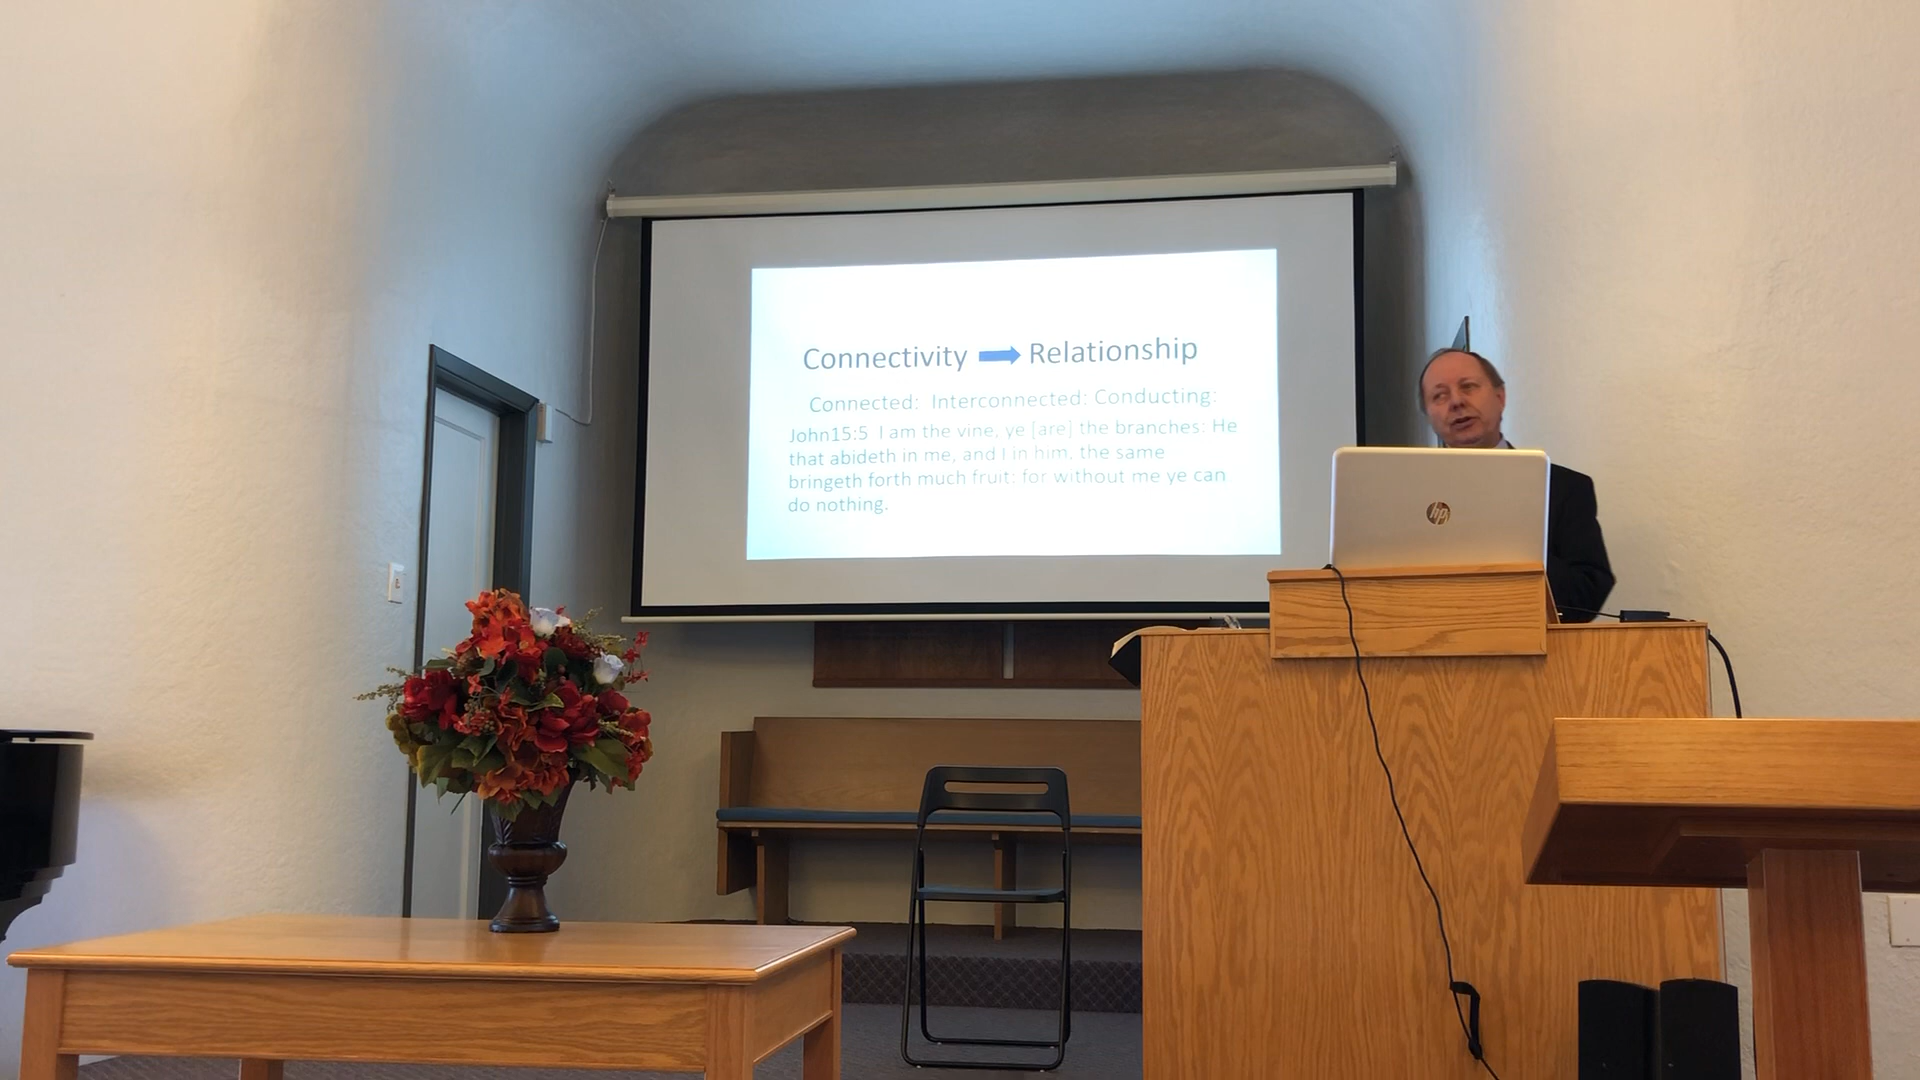 Connectivity Relationship
Connected: Interconnected: Conducting:
John15:5 I am the vine, ye [are] the branches: He
that abideth in me, and I in him, the same
bringeth forth much fruit: for without me ye can
do nothing.
hp